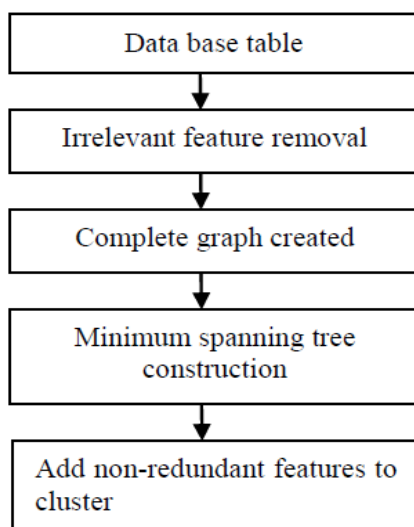 Data base table
Irrelevant feature removal
Complete graph created
Minimum spanning tree
construction
Add non-redundant features to
cluster